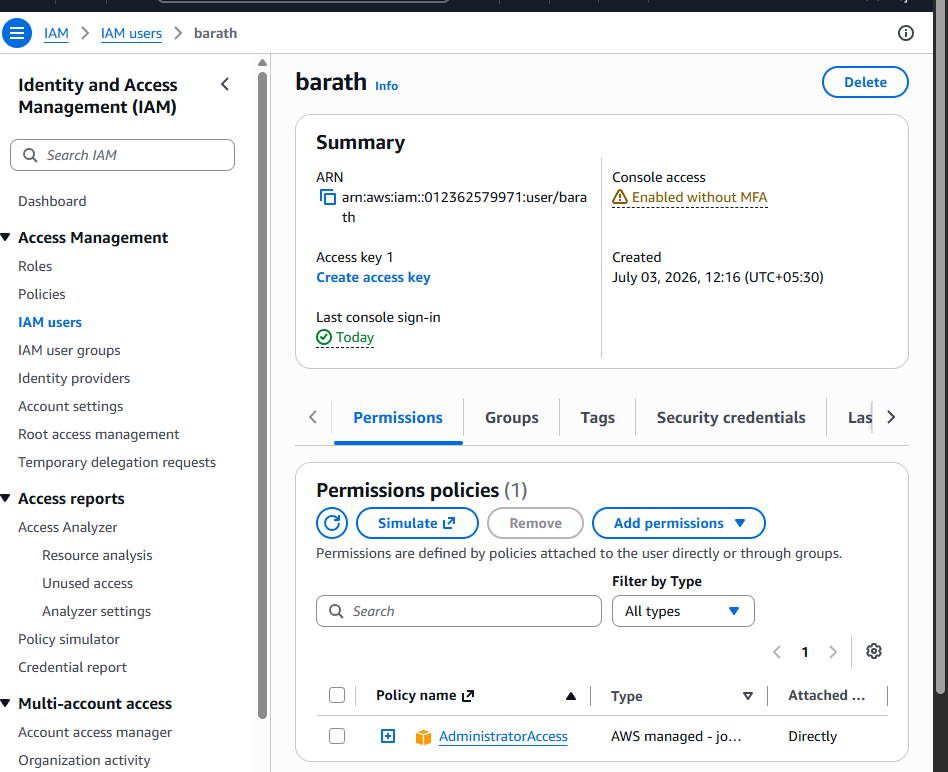 IAM > IAM users > barath
Identity and Access
Management (IAM)
Search IAM
Dashboard
Access Management
Roles
Policies
IAM users
IAM user groups
Identity providers
Account settings
Root access management
Temporary delegation requests
Access reports
Access Analyzer
Resource analysis
Unused access
Analyzer settings
Policy simulator
Credential report
Multi-account access
Account access manager
Organization activity
barath Info
Delete
Summary
ARN
arn:aws:iam::012362579971:user/bara
th
Console access
Enabled without MFA
Access key 1
Create access key
Created
July 03, 2026, 12:16 (UTC+05:30)
Last console sign-in
Today
Permissions Groups Tags Security credentials Las
Permissions policies (1)
Simulate Remove Add permissions
Permissions are defined by policies attached to the user directly or through groups.
Filter by Type
Search All types
1
Policy name Type Attached ...
AdministratorAccess AWS managed - jo... Directly